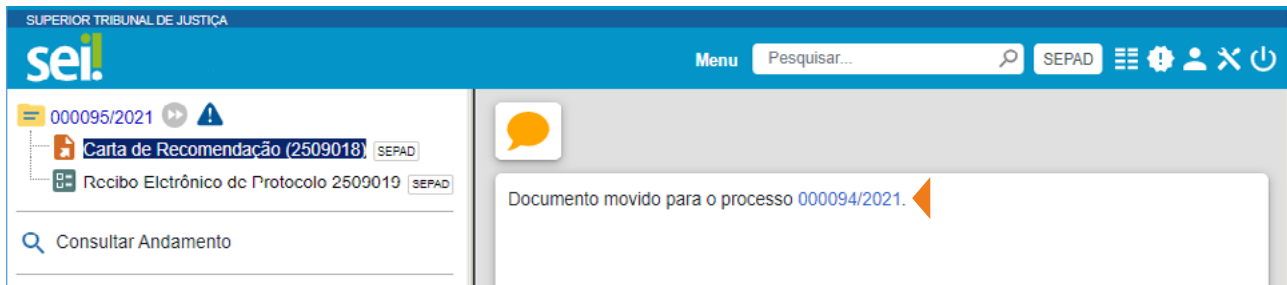 SUPERIOR TRIBUNAL DE JUSTIÇA
sei!
Menu Pesquisar... SEPAD
000095/2021
Carta de Recomendação (2509018) SEPAD
Recibo Eletrônico de Protocolo 2509019 SEPAD
Consultar Andamento
Documento movido para o processo 000094/2021.